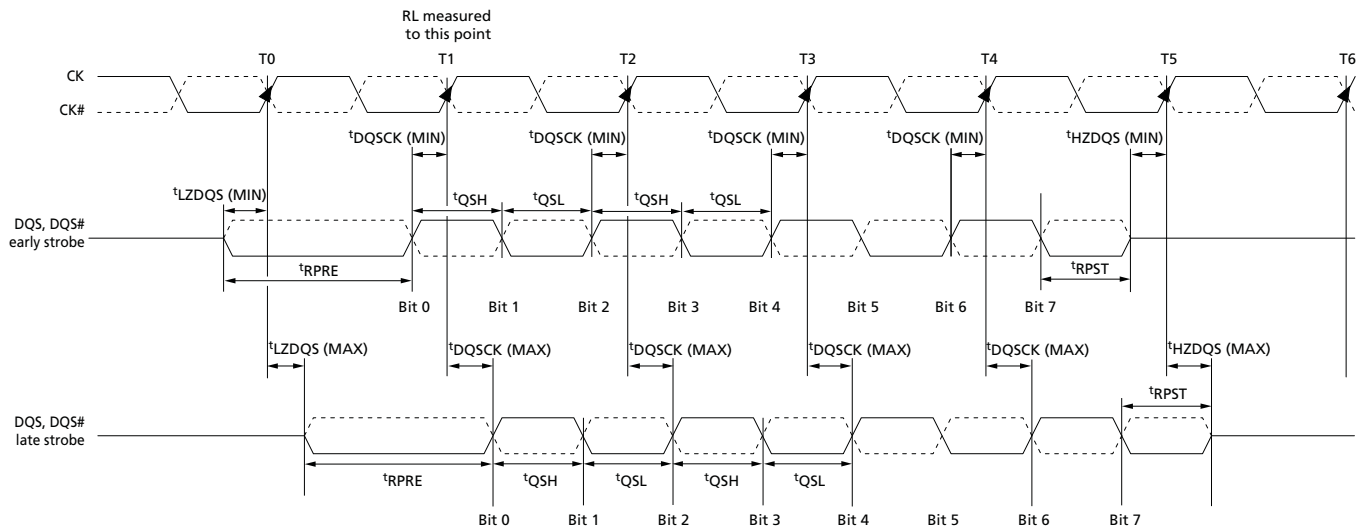 RL measured
to this point
T0 T1 T2 T3 T4 T5 T6
CK
CK#
tDQSCK (MIN) tDQSCK (MIN) tDQSCK (MIN) tDQSCK (MIN) tHZDQS (MIN)
tLZDQS (MIN)
tQSH tQSL tQSH tQSL
DQS, DQS#
early strobe
tRPRE tRPST
Bit 0 Bit 1 Bit 2 Bit 3 Bit 4 Bit 5 Bit 6 Bit 7
tLZDQS (MAX) tDQSCK (MAX) tDQSCK (MAX) tDQSCK (MAX) tDQSCK (MAX) tHZDQS (MAX)
tRPST
DQS, DQS#
late strobe
tRPRE tQSH tQSL tQSH tQSL
Bit 0 Bit 1 Bit 2 Bit 3 Bit 4 Bit 5 Bit 6 Bit 7